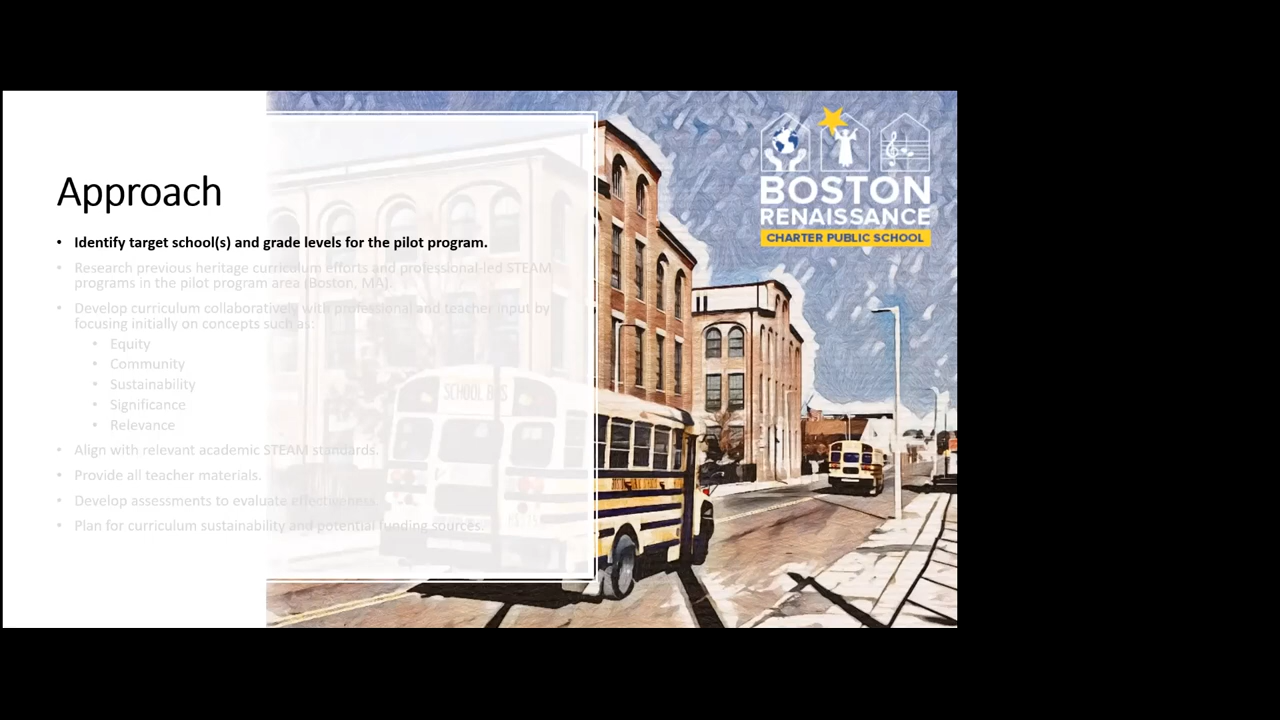 Approach
• Identify target school(s) and grade levels for the pilot program.
• Research previous heritage curriculum efforts and professional-led STEAM
programs in the pilot program area (Boston, MA).
• Develop curriculum collaboratively with professional and teacher input by
focusing initially on concepts such as:
• Equity
• Community
• Sustainability
• Significance
• Relevance
• Align with relevant academic STEAM standards.
• Provide all teacher materials.
• Develop assessments to evaluate effectiveness.
• Plan for curriculum sustainability and potential funding sources.
SCHOOL BUS
BOSTON
RENAISSANCE
CHARTER PUBLIC SCHOOL